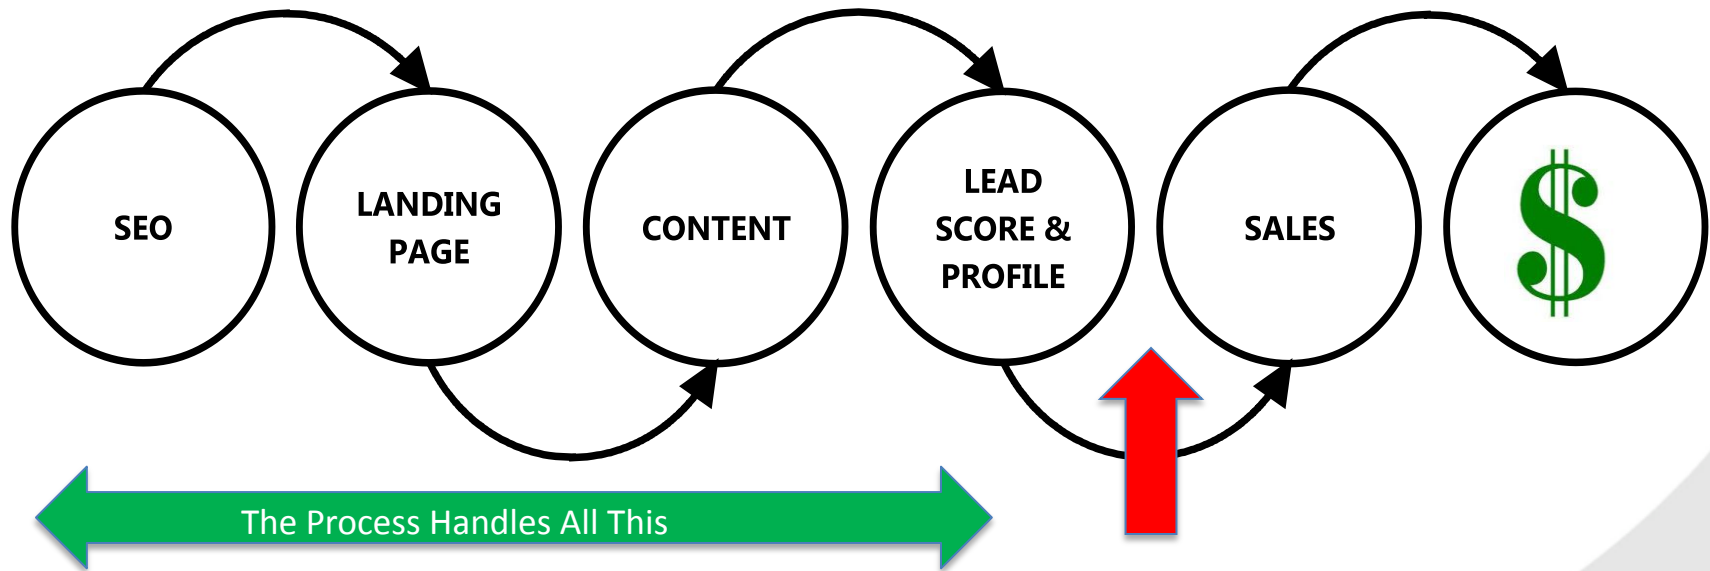 SEO
LANDING
PAGE
CONTENT
LEAD
SCORE &
PROFILE
SALES
$
The Process Handles All This